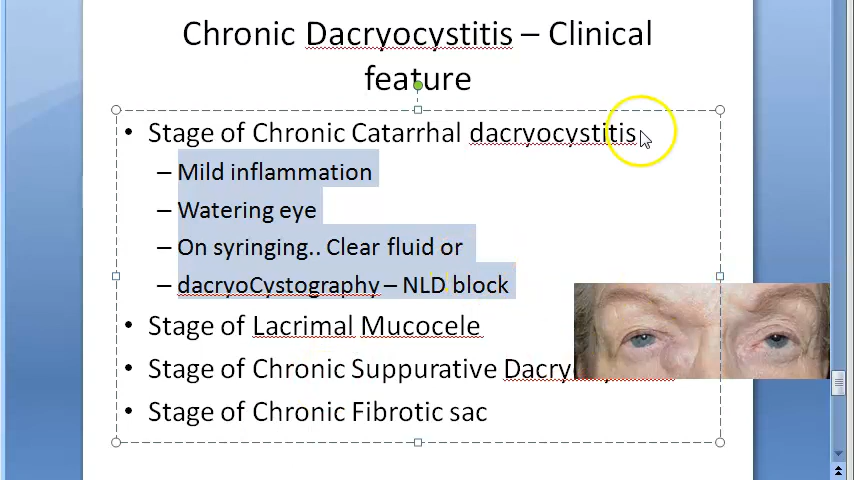 Chronic Dacryocystitis – Clinical
feature
• Stage of Chronic Catarrhal dacryocystitis
– Mild inflammation
– Watering eye
– On syringing.. Clear fluid or
– dacryoCystography – NLD block
• Stage of Lacrimal Mucocele
• Stage of Chronic Suppurative
• Stage of Chronic Fibrotic sac